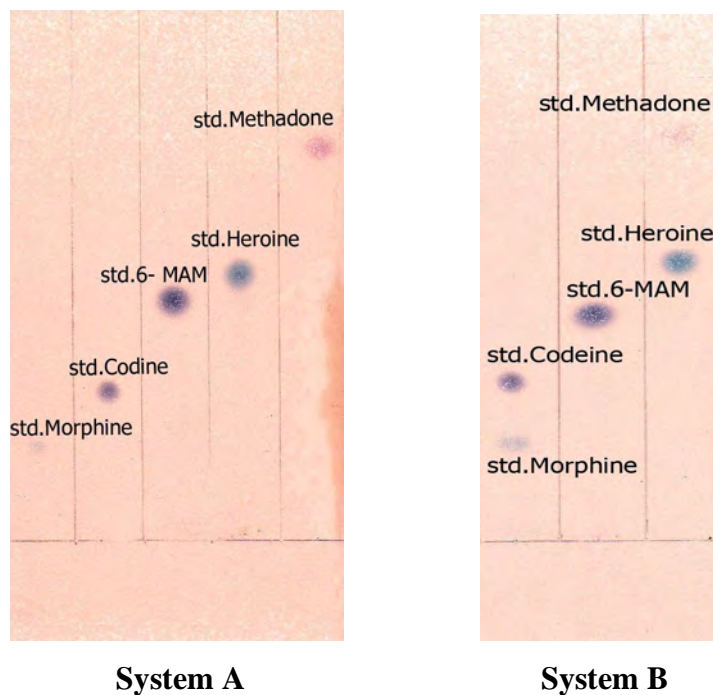 std.Methadone
std.Heroine
std.6- MAM
std.Codine
std.Morphine
System A
std.Methadone
std.Heroine
std.6-MAM
std.Codeine
std.Morphine
System B